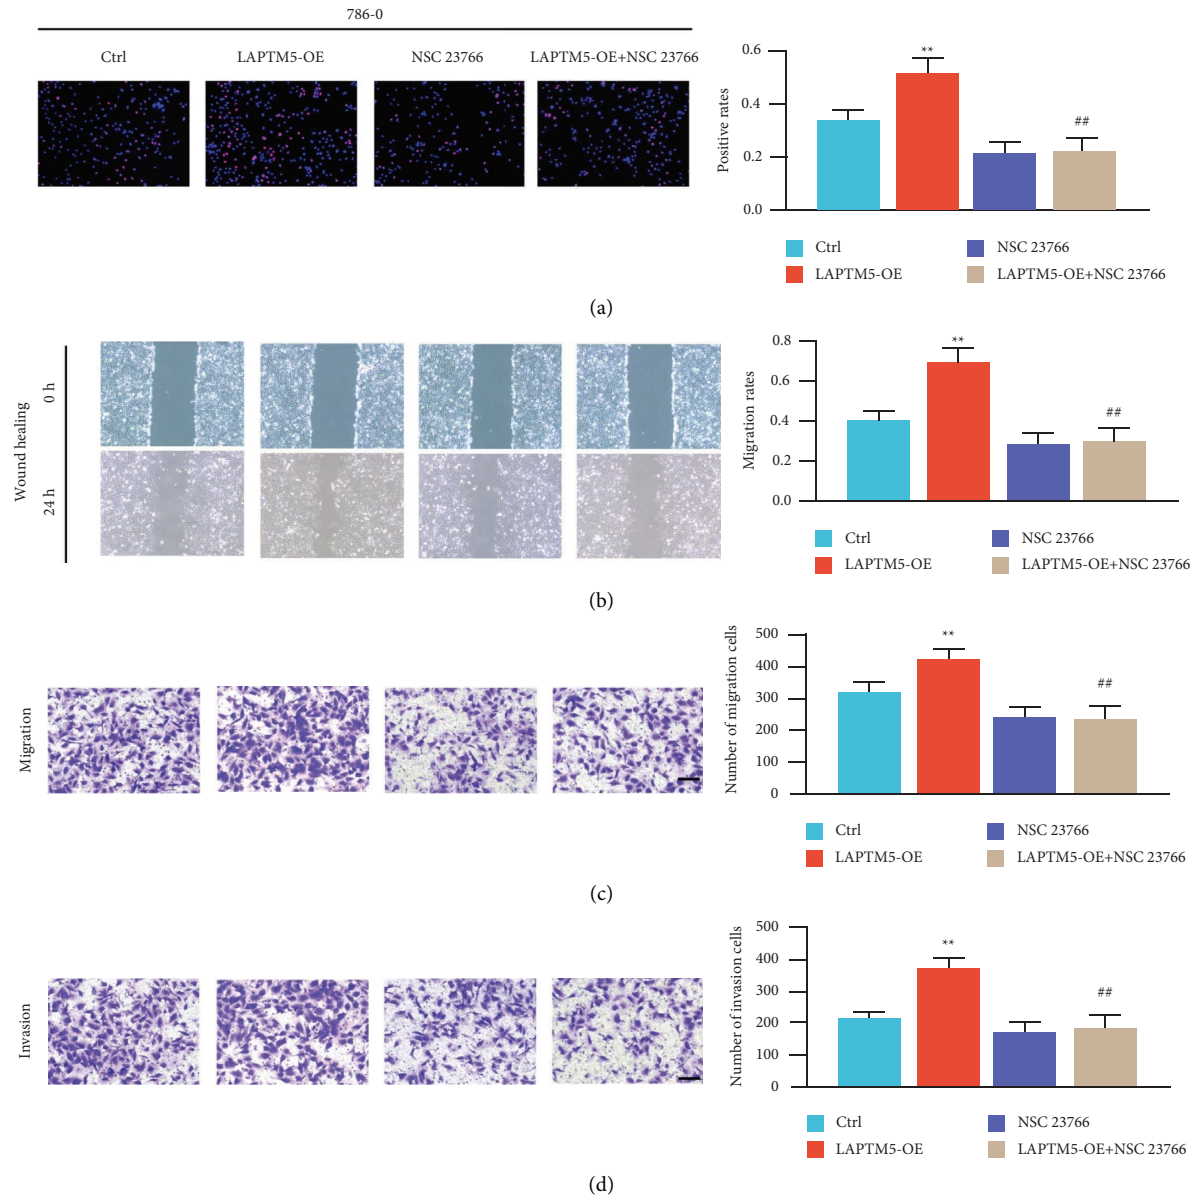 786-0
Ctrl LAPTM5-OE NSC 23766 LAPTM5-OE+NSC 23766
Positive rates
0.6
0.4
0.2
0.0
**
##
Ctrl NSC 23766
LAPTM5-OE LAPTM5-OE+NSC 23766
(a)
Wound healing
0 h
24 h
Migration rates
0.8
0.6
0.4
0.2
0.0
**
##
Ctrl NSC 23766
LAPTM5-OE LAPTM5-OE+NSC 23766
(b)
Migration
Number of migration cells
500
400
300
200
100
0
**
##
Ctrl NSC 23766
LAPTM5-OE LAPTM5-OE+NSC 23766
(c)
Invasion
Number of invasion cells
500
400
300
200
100
0
**
##
Ctrl NSC 23766
LAPTM5-OE LAPTM5-OE+NSC 23766
(d)